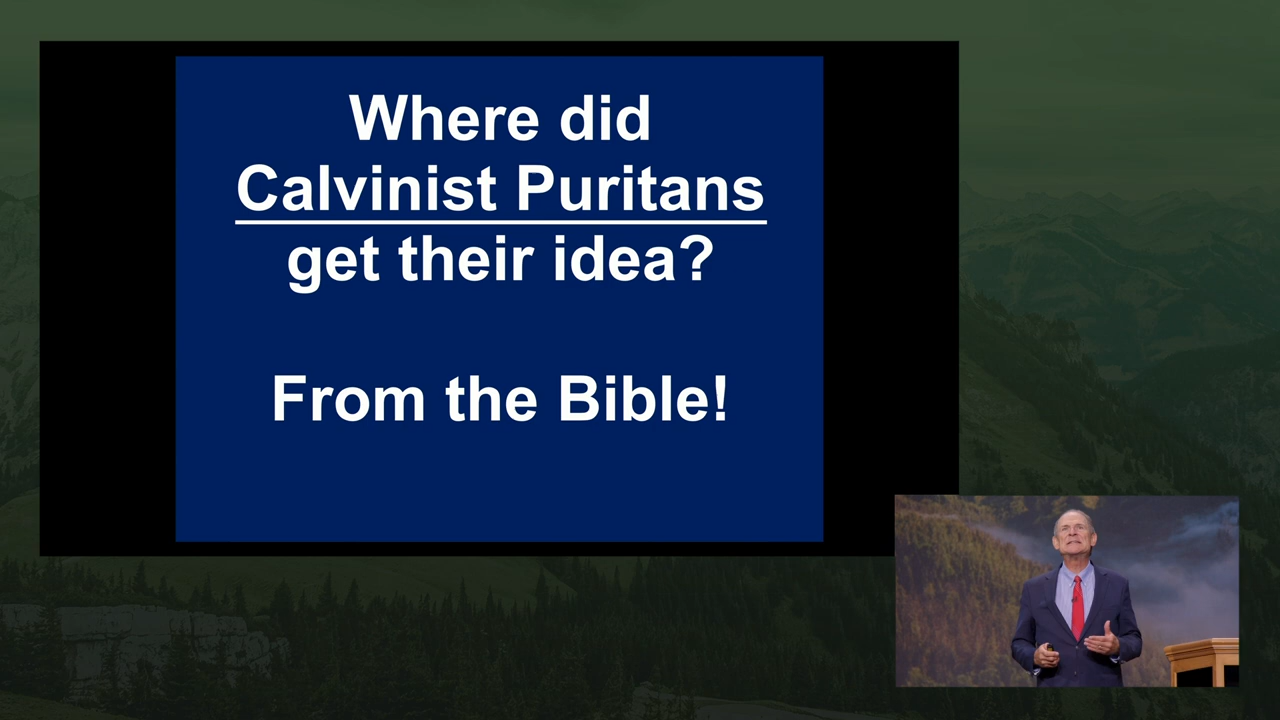 Where did
Calvinist Puritans
get their idea?
From the Bible!